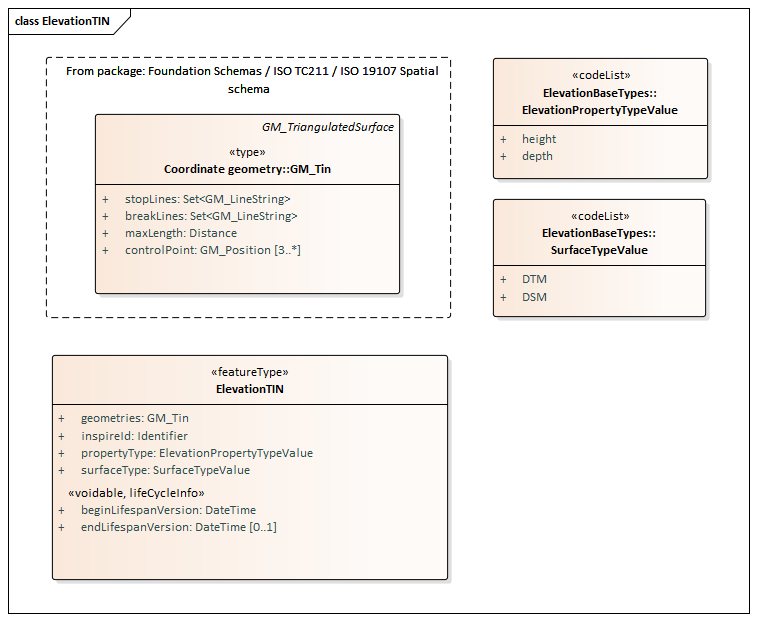 class ElevationTIN
From package: Foundation Schemas / ISO TC211 / ISO 19107 Spatial
schema
GM_TriangulatedSurface
«type»
Coordinate geometry::GM_Tin
+ stopLines: Set<GM_LineString>
+ breakLines: Set<GM_LineString>
+ maxLength: Distance
+ controlPoint: GM_Position [3..*]
«codeList»
ElevationBaseTypes::
ElevationPropertyTypeValue
+ height
+ depth
«codeList»
ElevationBaseTypes::
SurfaceTypeValue
+ DTM
+ DSM
«featureType»
ElevationTIN
+ geometries: GM_Tin
+ inspireId: Identifier
+ propertyType: ElevationPropertyTypeValue
+ surfaceType: SurfaceTypeValue
«voidable, lifeCycleInfo»
+ beginLifespanVersion: DateTime
+ endLifespanVersion: DateTime [0..1]